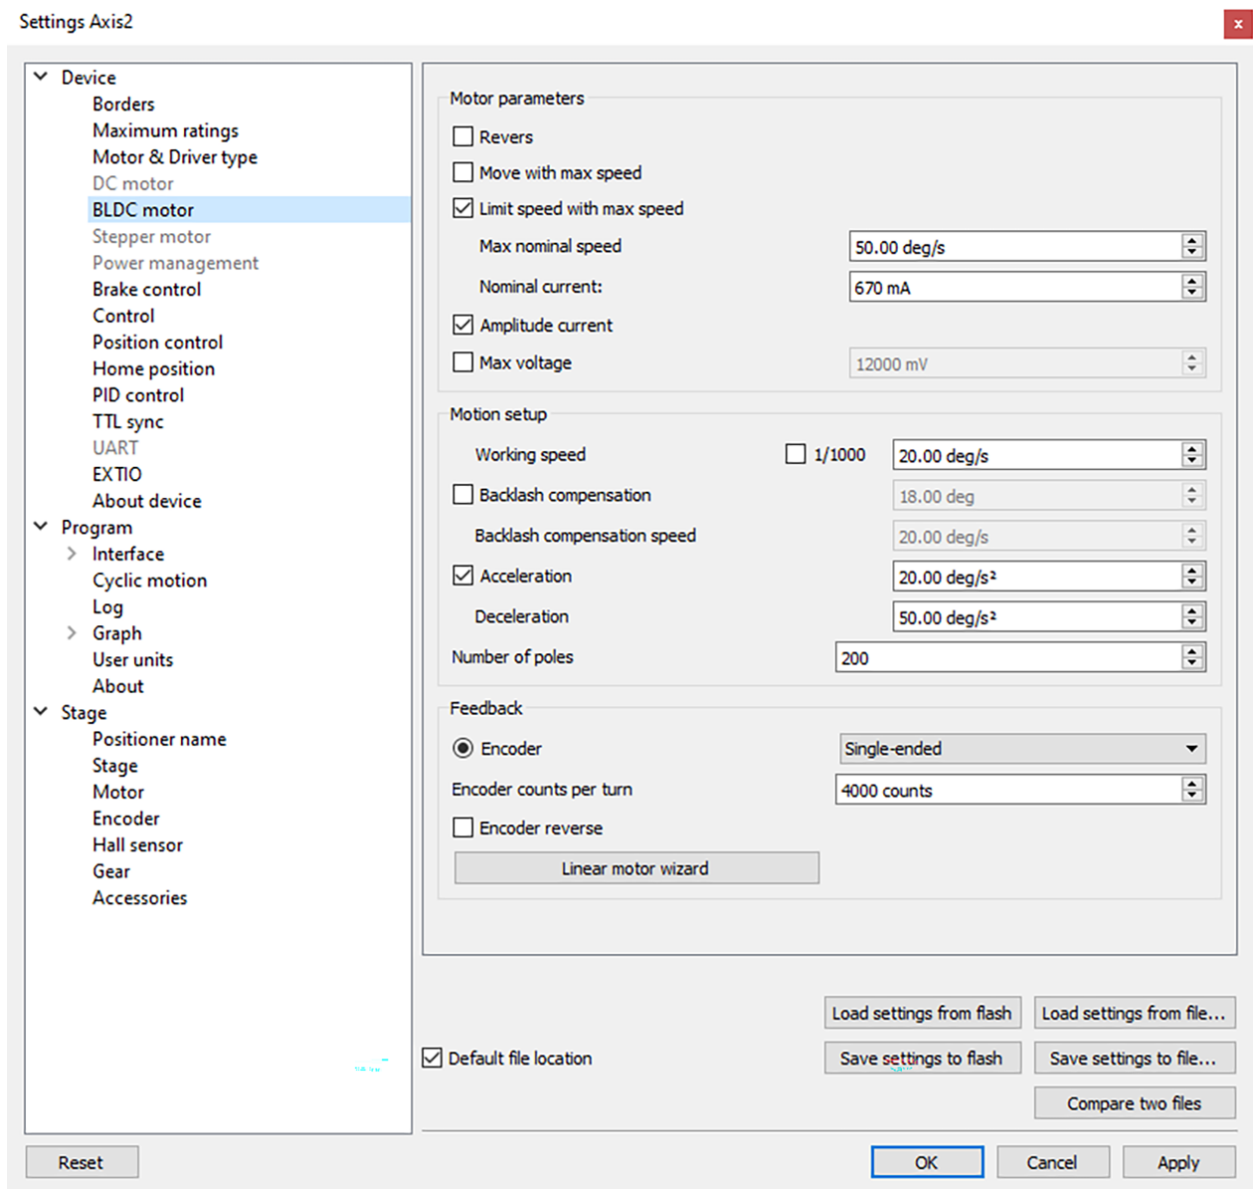 Settings Axis2
x
Device
Borders
Maximum ratings
Motor & Driver type
DC motor
BLDC motor
Stepper motor
Power management
Brake control
Control
Position control
Home position
PID control
TTL sync
UART
EXTIO
About device
Program
Interface
Cyclic motion
Log
Graph
User units
About
Stage
Positioner name
Stage
Motor
Encoder
Hall sensor
Gear
Accessories
Motor parameters
Revers
Move with max speed
Limit speed with max speed
Max nominal speed 50.00 deg/s
Nominal current: 670 mA
Amplitude current
Max voltage 12000 mV
Motion setup
Working speed 1/1000 20.00 deg/s
Backlash compensation 18.00 deg
Backlash compensation speed 20.00 deg/s
Acceleration 20.00 deg/s²
Deceleration 50.00 deg/s²
Number of poles 200
Feedback
Encoder Single-ended
Encoder counts per turn 4000 counts
Encoder reverse
Linear motor wizard
Load settings from flash Load settings from file...
Default file location Save settings to flash Save settings to file...
Compare two files
Reset OK Cancel Apply